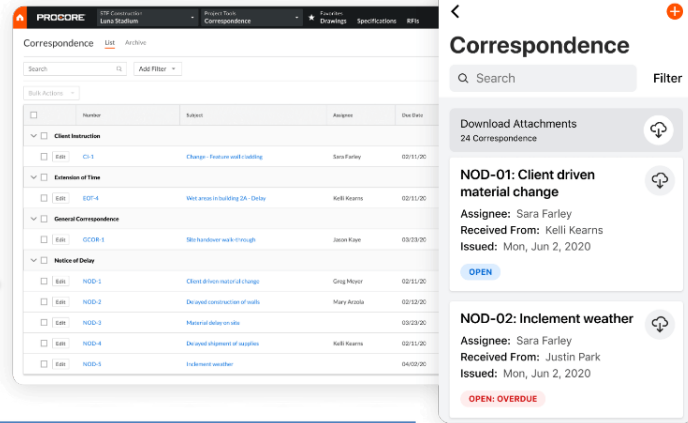 PROCORE
ETF Construction
Luna Stadium
Project Tools
Correspondence
Favorites
Drawings Specifications RFIs
Correspondence List Archive
Search Add Filter
Bulk Actions
Number Subject Assignee Due Date
Client Instruction
Edit CI-1 Change - Feature wall cladding Sara Farley 02/11/20
Extension of Time
Edit EOT-4 Wet areas in building 2A - Delay Kelli Kearns 02/11/20
General Correspondence
Edit GCOR-1 Site handover walk-through Jason Kaye 03/23/20
Notice of Delay
Edit NOD-1 Client driven material change Greg Meyer 02/11/20
Edit NOD-2 Delayed construction of walls Mary Arzola 02/12/20
Edit NOD-3 Material delay on site 03/23/20
Edit NOD-4 Delayed shipment of supplies Kelli Kearns 02/11/20
Edit NOD-5 Inclement weather 04/02/20
Correspondence
Search Filter
Download Attachments
24 Correspondence
NOD-01: Client driven
material change
Assignee: Sara Farley
Received From: Kelli Kearns
Issued: Mon, Jun 2, 2020
OPEN
NOD-02: Inclement weather
Assignee: Sara Farley
Received From: Justin Park
Issued: Mon, Jun 2, 2020
OPEN: OVERDUE